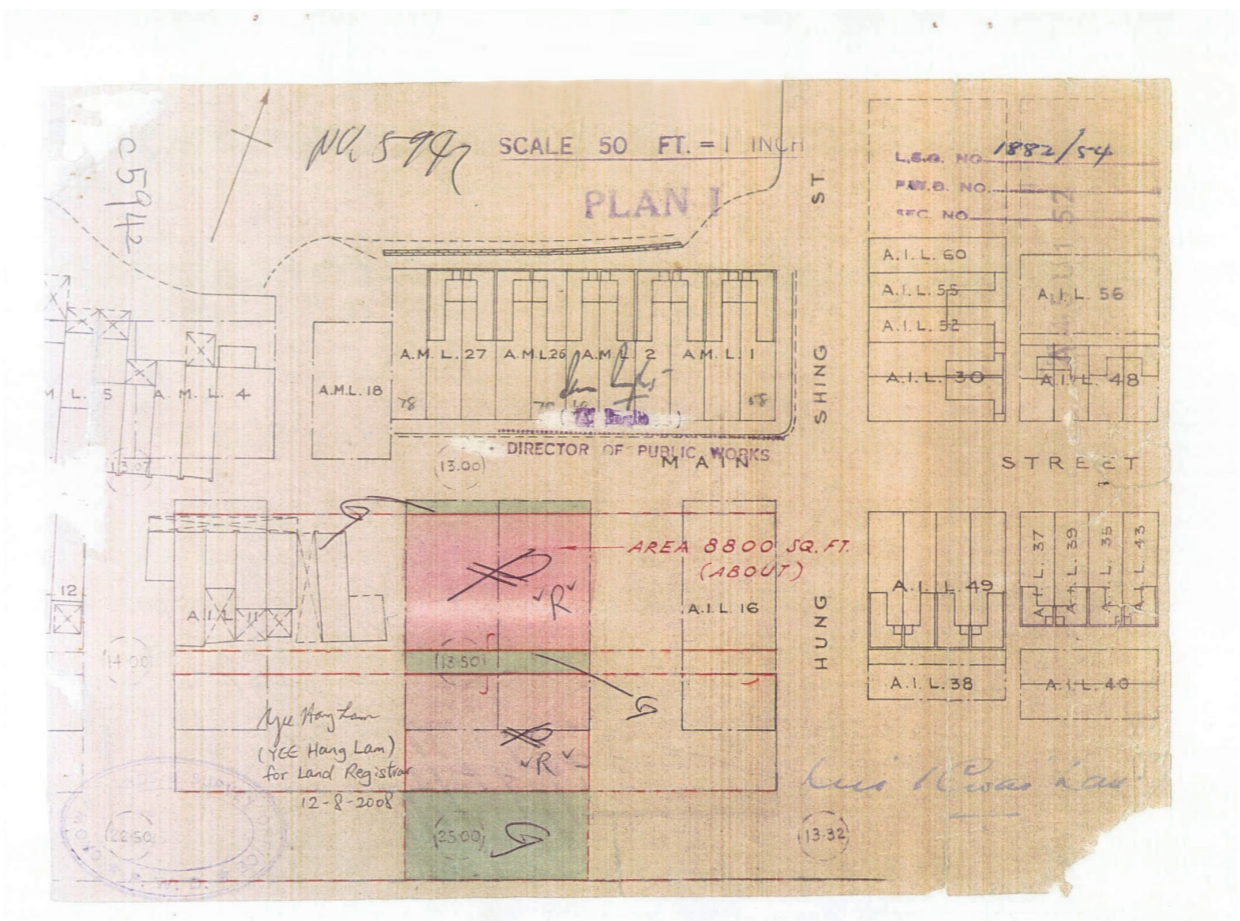 C5942
NO. 5942
SCALE 50 FT. = 1 INCH
PLAN I
L.S.O. NO. 1882/54
P.W.D. NO.
SEC. NO.
A.I.L. 60
A.I.L. 55
A.I.L. 52
A.I.L. 30
A.I.L. 56
A.I.L. 48
HUNG SHING ST.
A.M.L. 27
A.M.L 26
A.M.L. 2
A.M.L. 1
78
A.M.L. 18
A.M.L. 4
M.L. 5
DIRECTOR OF PUBLIC WORKS
MAIN STREET
(13.00)
AREA 8800 SQ. FT.
(ABOUT)
"R"
G
12
A.I.L. 11
A.I.L 16
A.I.L. 49
A.I.L. 37
A.I.L. 39
A.I.L. 35
A.I.L. 43
(14.00)
(13.50)
G
A.I.L. 38
A.I.L. 40
Yee Hang Lam
(YEE Hang Lam)
for Land Registrar
12-8-2008
"R"
G
(22.50)
(25.00)
(13.32)